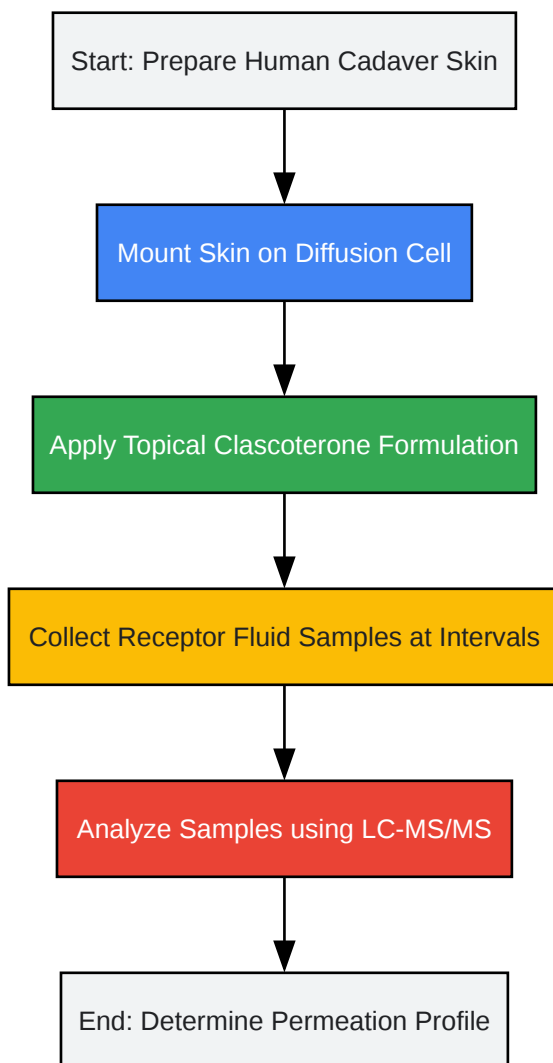 Start: Prepare Human Cadaver Skin
Mount Skin on Diffusion Cell
Apply Topical Clascoterone Formulation
Collect Receptor Fluid Samples at Intervals
Analyze Samples using LC-MS/MS
End: Determine Permeation Profile